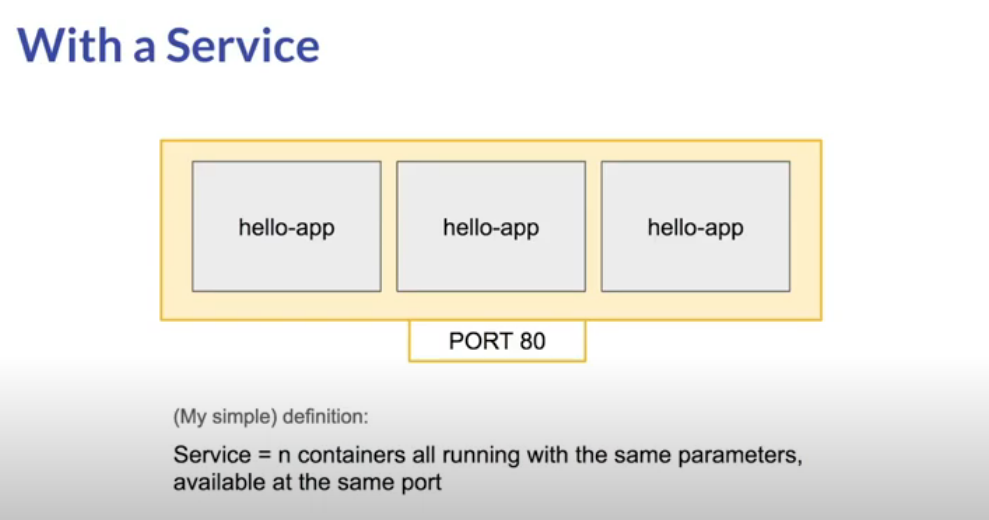 With a Service
hello-app
hello-app
hello-app
PORT 80
(My simple) definition:
Service = n containers all running with the same parameters,
available at the same port